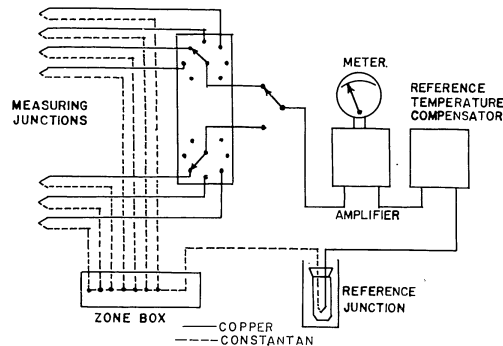 METER.
REFERENCE
TEMPERATURE
COMPENSATOR
MEASURING
JUNCTIONS
AMPLIFIER
ZONE BOX
REFERENCE
JUNCTION
COPPER
CONSTANTAN